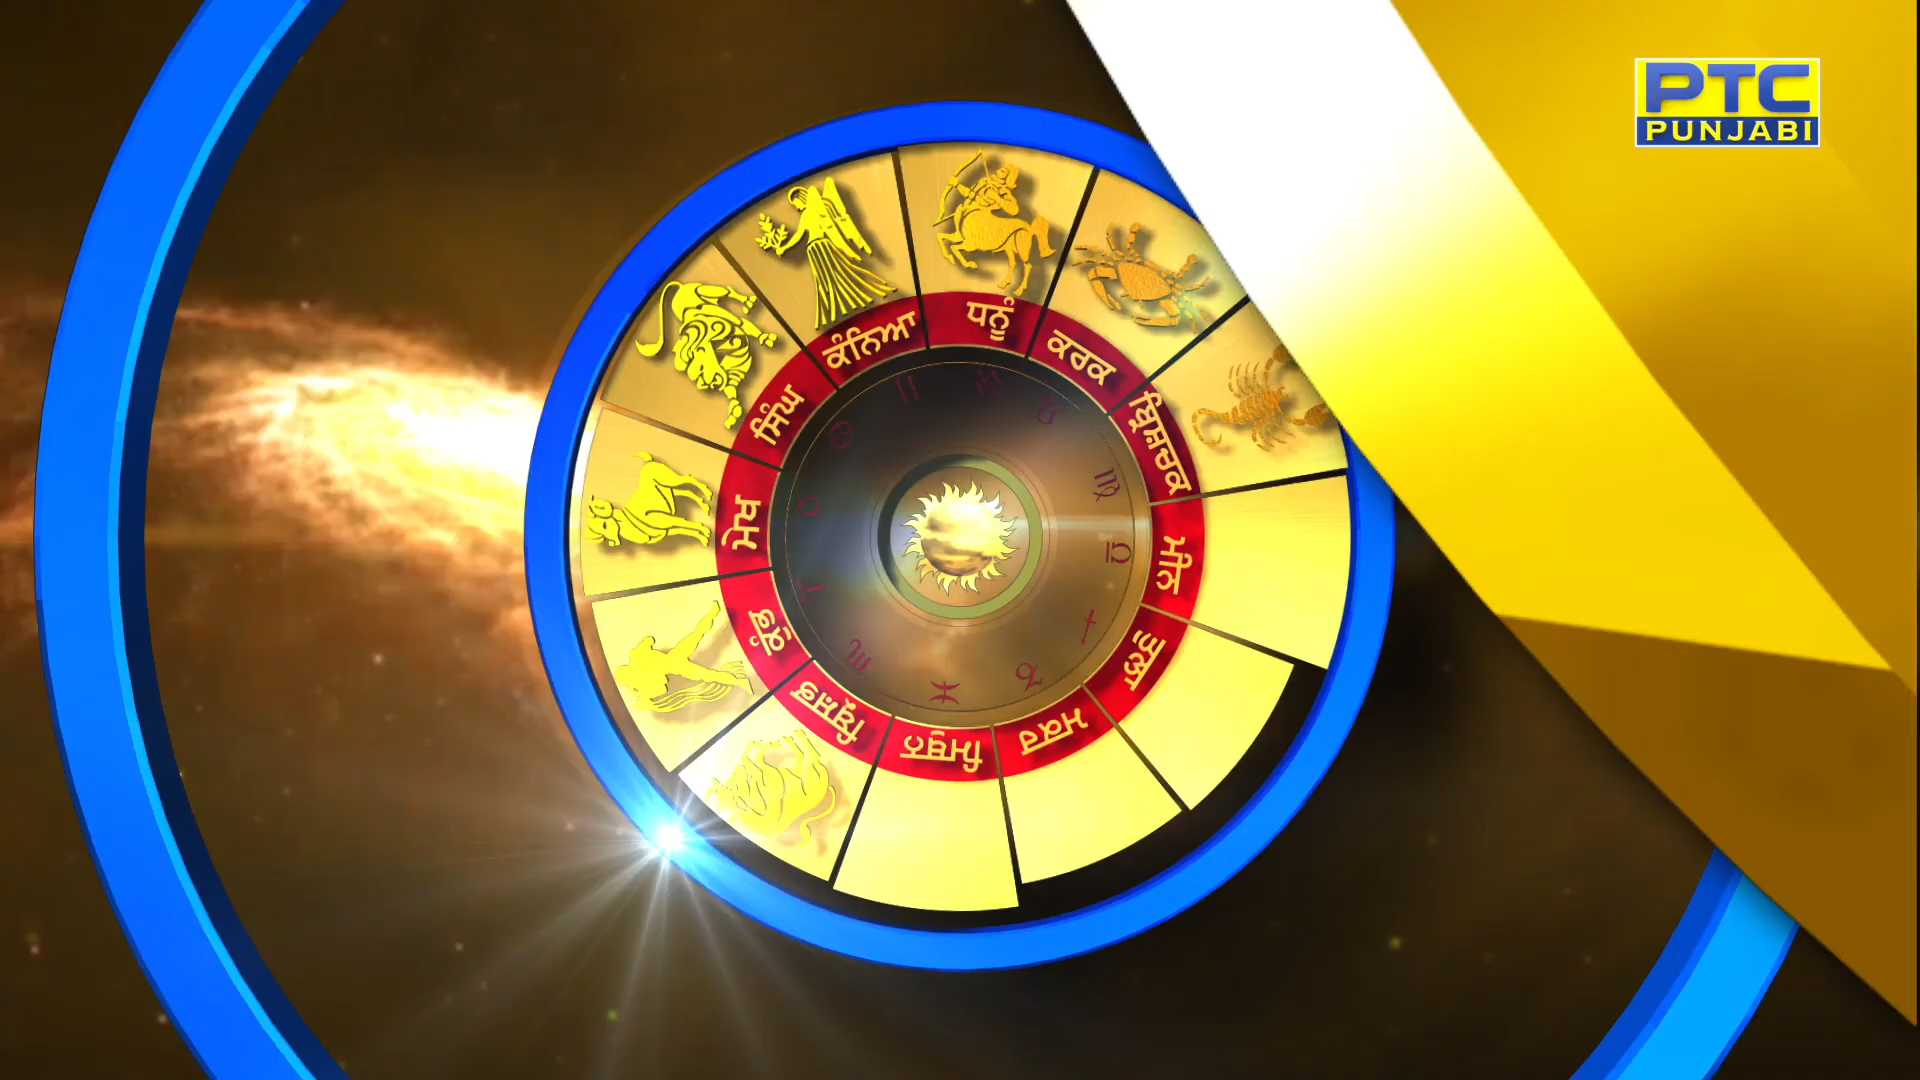 PTC
PUNJABI
ਧਨੂੰ
ਕਰਕ
ਬ੍ਰਿਸ਼ਚਕ
ਮੀਨ
ਤੁਲਾ
ਮਕਰ
ਮਿਥੁਨ
ਬ੍ਰਿਸ਼ਭ
ਕੁੰਭ
ਮੇਖ
ਸਿੰਘ
ਕੰਨਿਆ